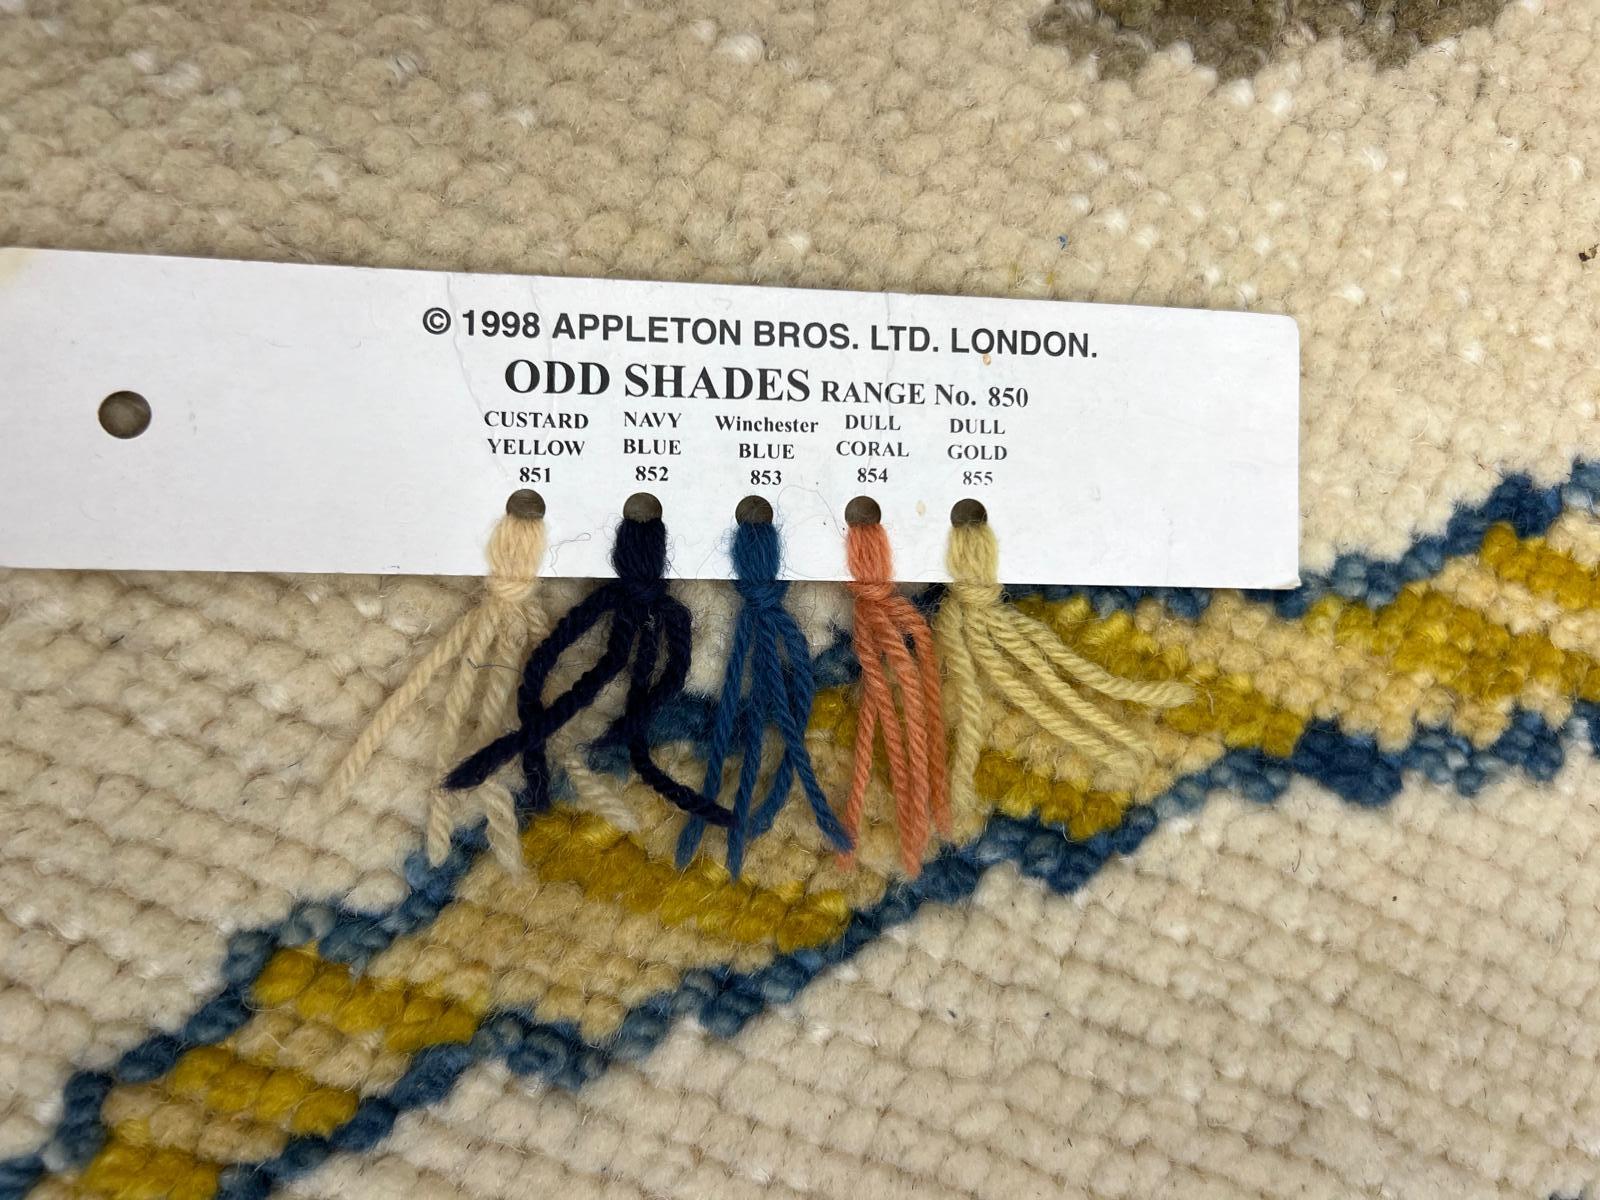 © 1998 APPLETON BROS. LTD. LONDON.
ODD SHADES RANGE No. 850
CUSTARD YELLOW 851
NAVY BLUE 852
Winchester BLUE 853
DULL CORAL 854
DULL GOLD 855